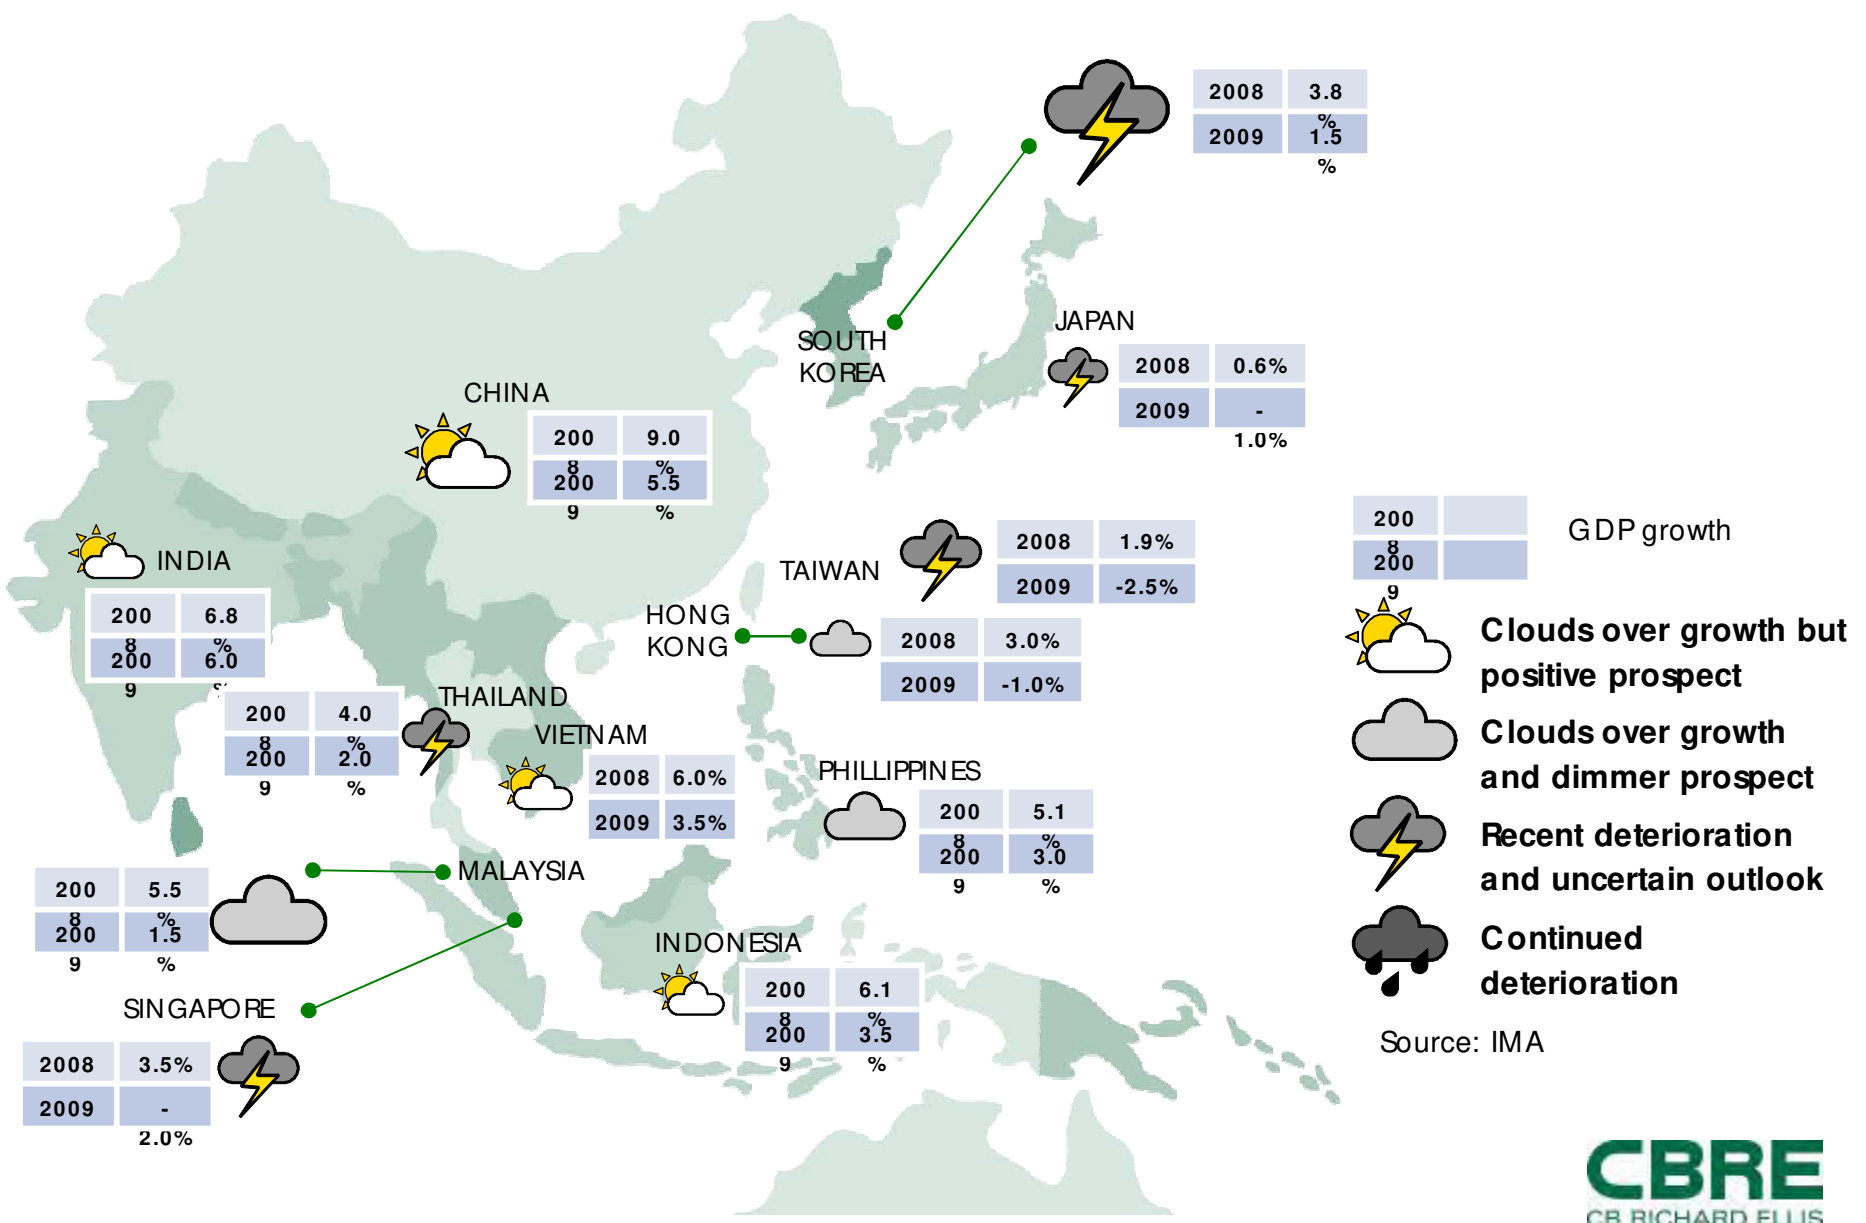 2008 3.8
%
2009 1.5
%
JAPAN
SOUTH
KOREA
2008 0.6%
2009 -
1.0%
CHINA
200 9.0
8 %
200 5.5
9 %
INDIA
200 6.8
8 %
200 6.0
9 %
TAIWAN
2008 1.9%
2009 -2.5%
HONG
KONG
2008 3.0%
2009 -1.0%
THAILAND
200 4.0
8 %
200 2.0
9 %
VIETNAM
2008 6.0%
2009 3.5%
PHILLIPPINES
200 5.1
8 %
200 3.0
9 %
MALAYSIA
200 5.5
8 %
200 1.5
9 %
INDONESIA
200 6.1
8 %
200 3.5
9 %
SINGAPORE
2008 3.5%
2009 -
2.0%
200
8
200
9
GDP growth
Clouds over growth but
positive prospect
Clouds over growth
and dimmer prospect
Recent deterioration
and uncertain outlook
Continued
deterioration
Source: IMA
CBRE
CB RICHARD ELLIS